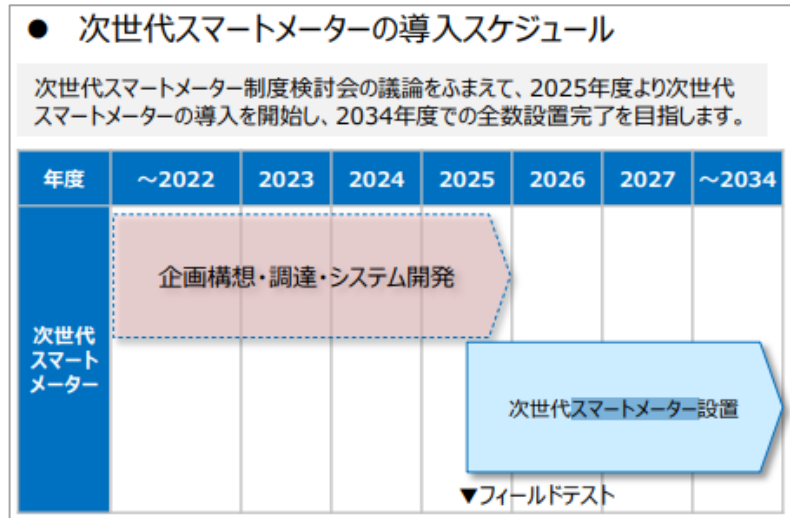 ● 次世代スマートメーターの導入スケジュール
次世代スマートメーター制度検討会の議論をふまえて、2025年度より次世代
スマートメーターの導入を開始し、2034年度での全数設置完了を目指します。
年度 ～2022 2023 2024 2025 2026 2027 ～2034
企画構想・調達・システム開発
次世代
スマート
メーター
次世代スマートメーター設置
▼フィールドテスト